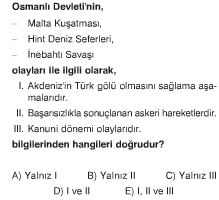 Osmanlı Devleti'nin,
– Malta Kuşatması,
– Hint Deniz Seferleri,
– İnebahtı Savaşı
olayları ile ilgili olarak,
I. Akdeniz'in Türk gölü olmasını sağlama aşa-
malarıdır.
II. Başarısızlıkla sonuçlanan askeri hareketlerdir.
III. Kanuni dönemi olaylarıdır.
bilgilerinden hangileri doğrudur?
A) Yalnız I B) Yalnız II C) Yalnız III
D) I ve II E) I, II ve III